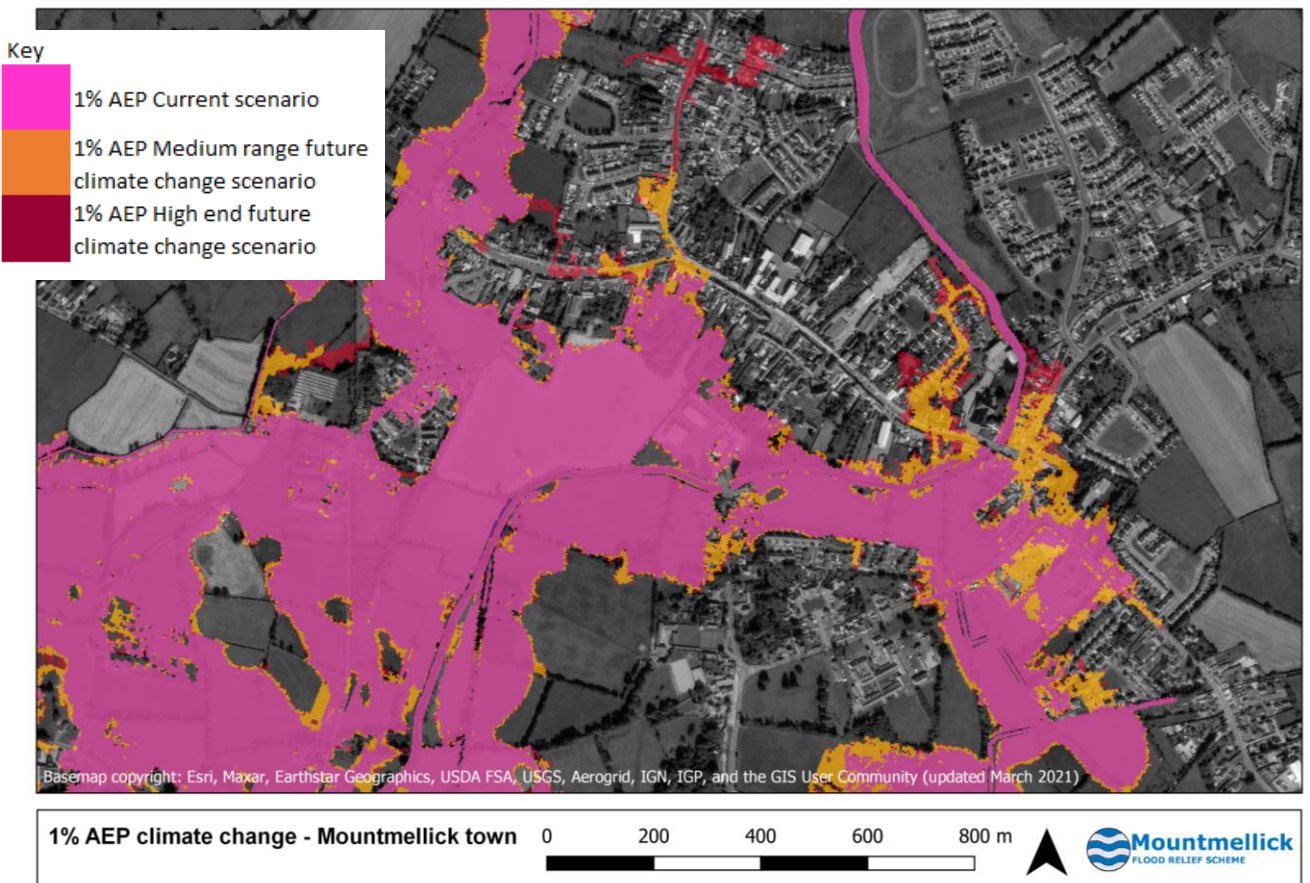 Key
1% AEP Current scenario
1% AEP Medium range future
climate change scenario
1% AEP High end future
climate change scenario
Basemap copyright: Esri, Maxar, Earthstar Geographics, USDA FSA, USGS, Aerogrid, IGN, IGP, and the GIS User Community (updated March 2021)
1% AEP climate change - Mountmellick town
0 200 400 600 800 m
Mountmellick
FLOOD RELIEF SCHEME